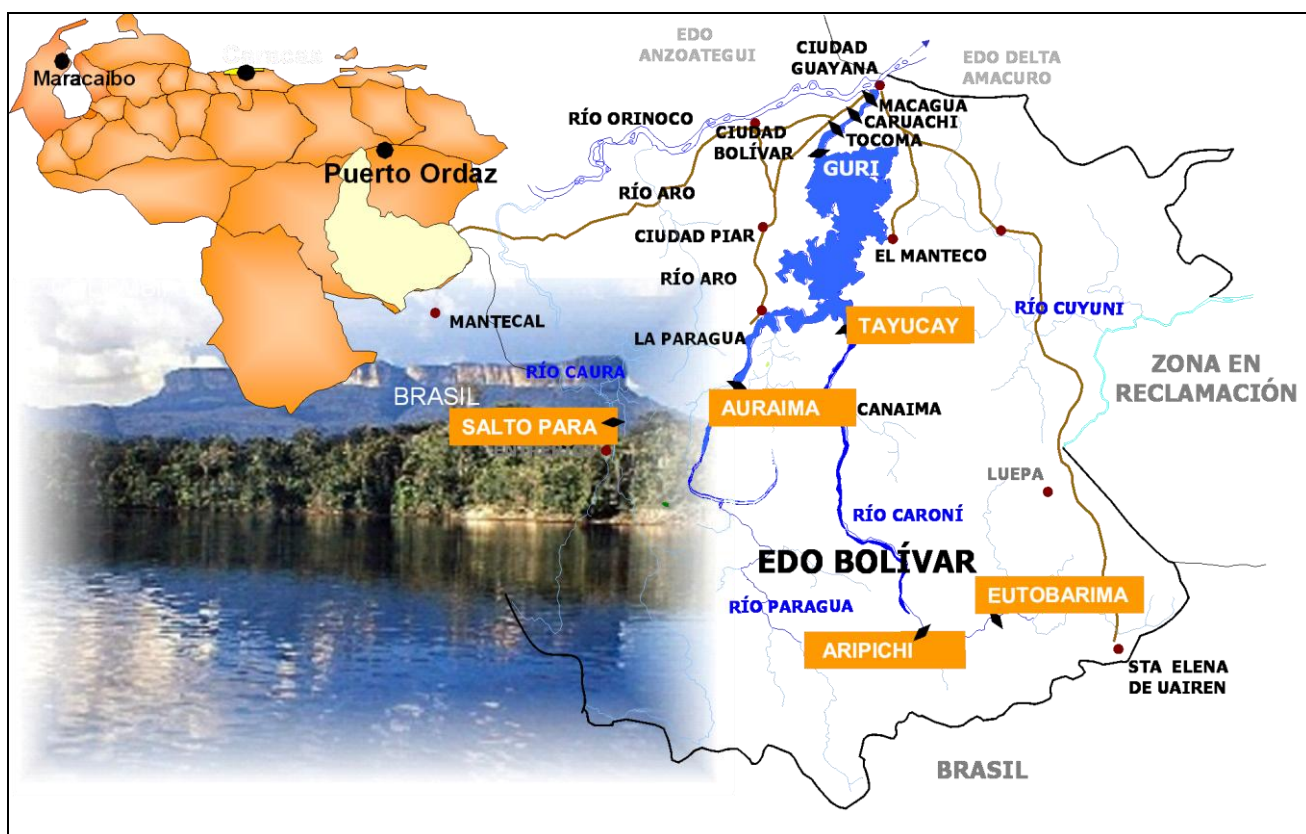 Caracas
Maracaibo
Puerto Ordaz
EDO
ANZOATEGUI
CIUDAD
GUAYANA
EDO DELTA
AMACURO
RÍO ORINOCO
MACAGUA
CARUACHI
TOCOMA
CIUDAD
BOLÍVAR
GURI
RÍO ARO
CIUDAD PIAR
EL MANTECO
RÍO ARO
MANTECAL
LA PARAGUA
TAYUCAY
RÍO CUYUNI
ZONA EN
RECLAMACIÓN
RÍO CAURA
BRASIL
SALTO PARA
AURAIMA
CANAIMA
LUEPA
RÍO CARONÍ
EDO BOLÍVAR
RÍO PARAGUA
EUTOBARIMA
ARIPICHI
STA ELENA
DE UAIREN
BRASIL